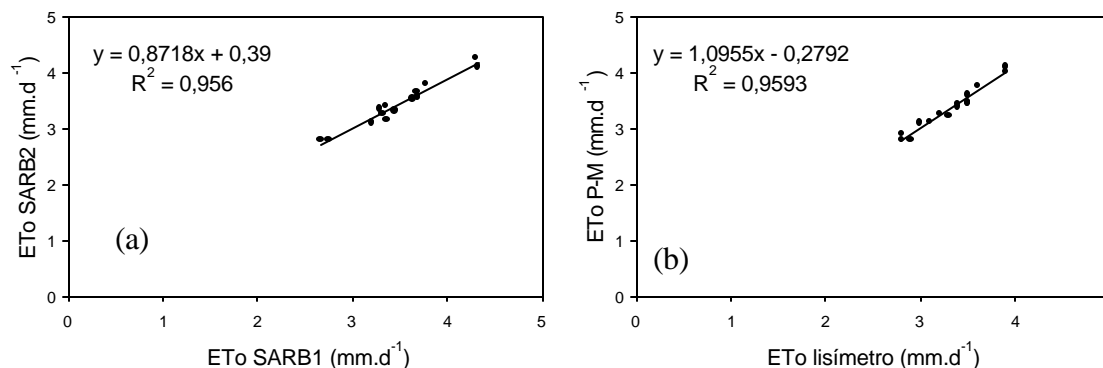 5
4
3
2
1
0
y = 0,8718x + 0,39
R² = 0,956
(a)
ETo SARB2 (mm.d⁻¹)
0 1 2 3 4 5
ETo SARB1 (mm.d⁻¹)
5
4
3
2
1
0
y = 1,0955x - 0,2792
R² = 0,9593
(b)
ETo P-M (mm.d⁻¹)
0 1 2 3 4
ETo lisímetro (mm.d⁻¹)